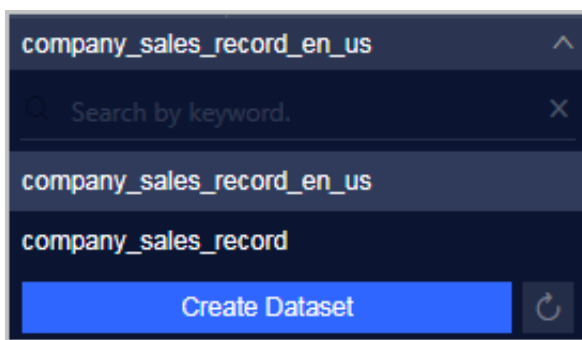 company_sales_record_en_us
Search by keyword.
company_sales_record_en_us
company_sales_record
Create Dataset